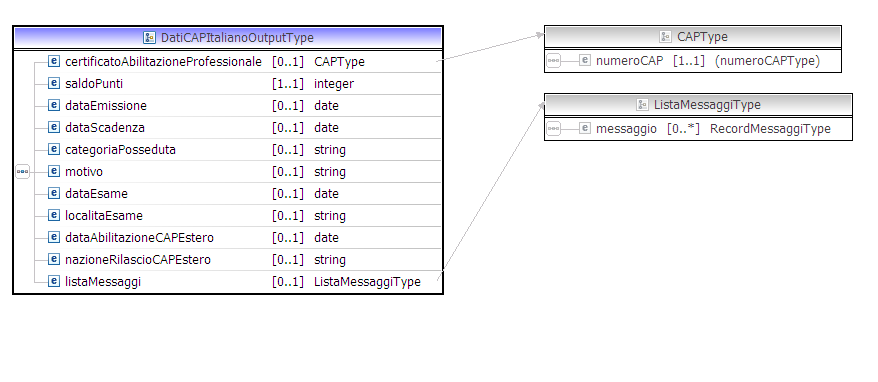 DatiCAPItalianoOutputType
certificatoAbilitazioneProfessionale [0..1] CAPType
saldoPunti [1..1] integer
dataEmissione [0..1] date
dataScadenza [0..1] date
categoriaPosseduta [0..1] string
motivo [0..1] string
dataEsame [0..1] date
localitaEsame [0..1] string
dataAbilitazioneCAPEstero [0..1] date
nazioneRilascioCAPEstero [0..1] string
listaMessaggi [0..1] ListaMessaggiType
CAPType
numeroCAP [1..1] (numeroCAPType)
ListaMessaggiType
messaggio [0..*] RecordMessaggiType